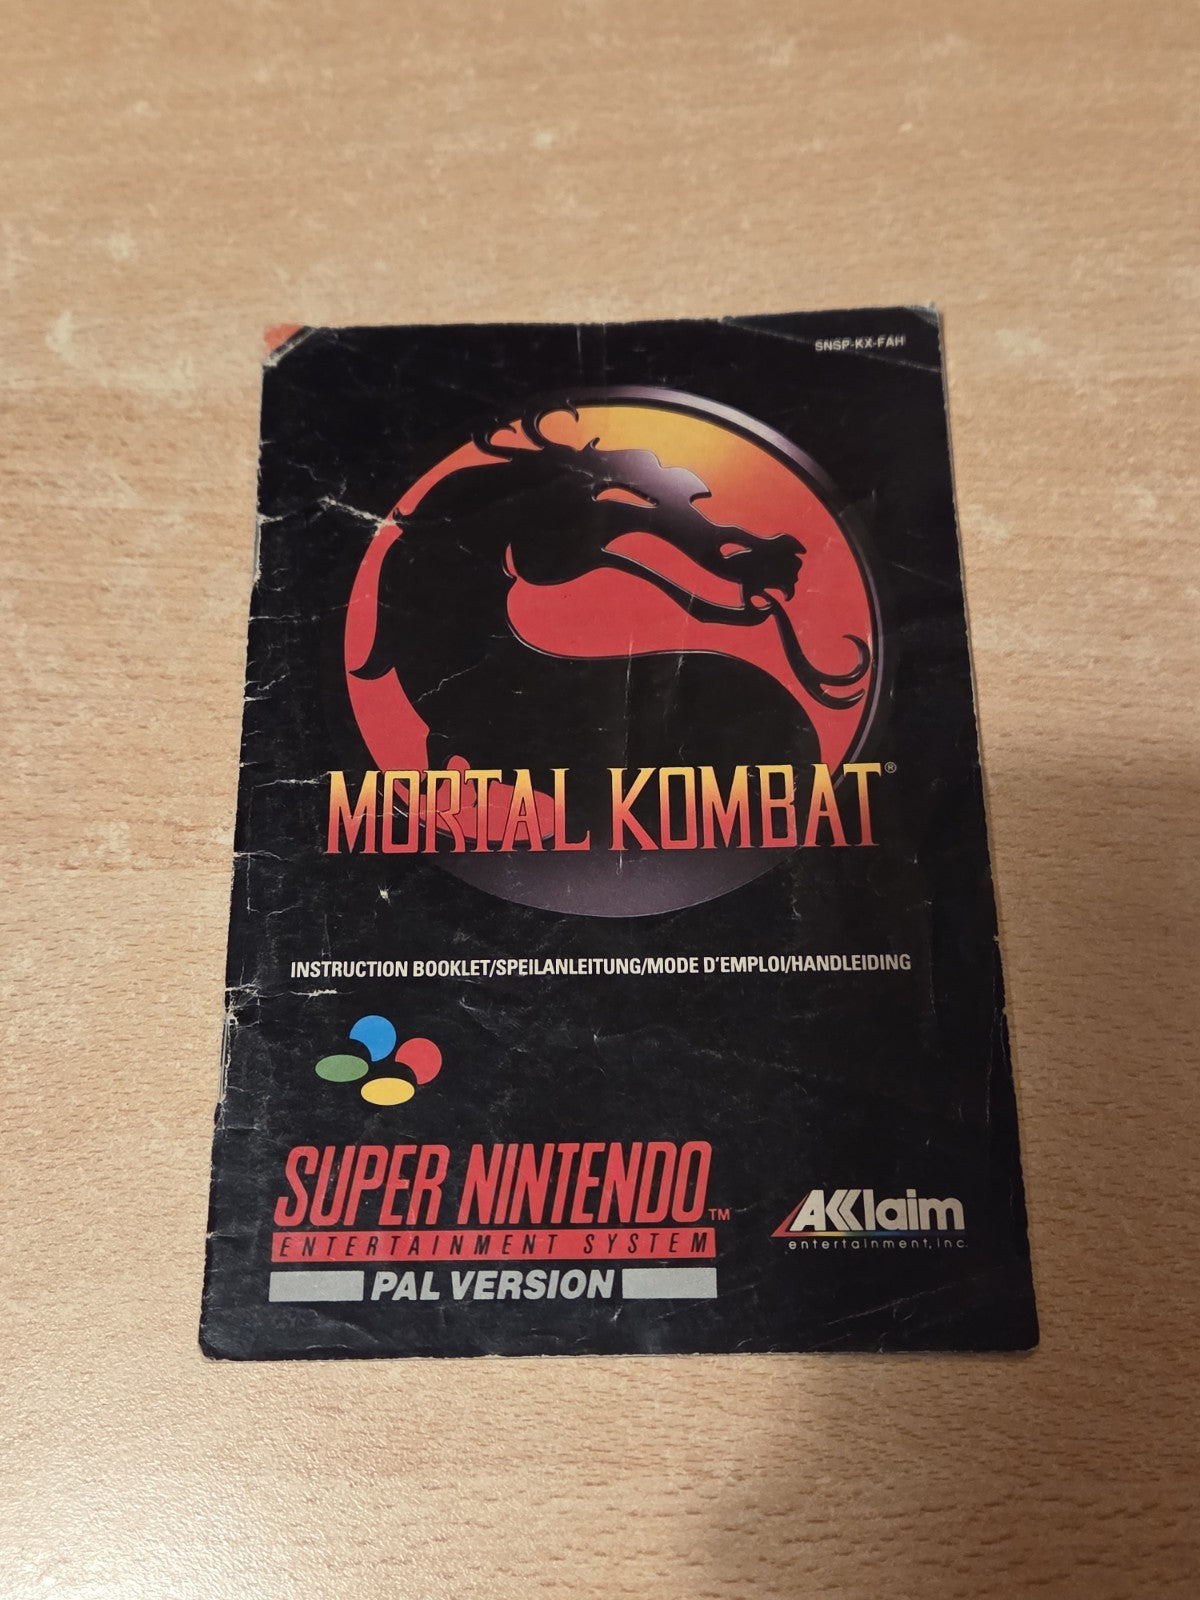 SNSP-KX-FAH
MORTAL KOMBAT®
INSTRUCTION BOOKLET/SPEILANLEITUNG/MODE D'EMPLOI/HANDLEIDING
SUPER NINTENDO™
ENTERTAINMENT SYSTEM
PAL VERSION
AKKlaim
entertainment, inc.